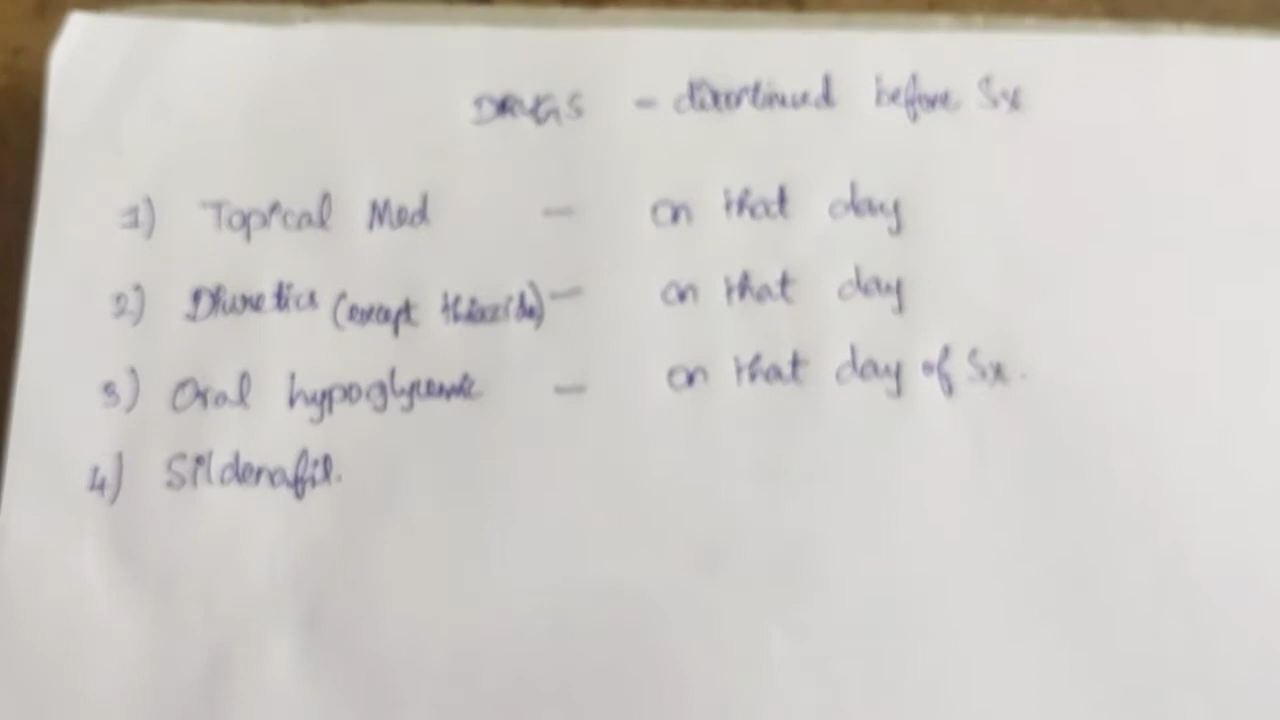 DRUGS - discontinued before Sx
1) Topical Med - on that day
2) Diuretics (except thiazide) - on that day
3) Oral hypoglycemic - on that day of Sx.
4) Sildenafil.